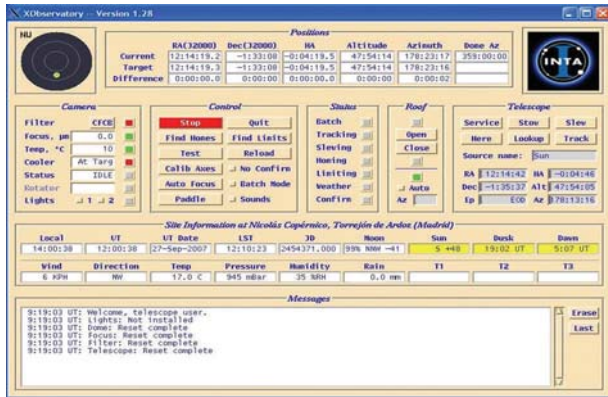 XObservatory -- Version 1.28
NU
Positions
RA(J2000) Dec(J2000) HA Altitude Azimuth Dome Az
Current 12:14:19.2 -1:33:08 -0:04:19.5 47:54:14 178:23:17 359:00:00
Target 12:14:19.3 -1:33:08 -0:04:19.5 47:54:14 178:23:16
Difference 0:00:00.0 0:00:00 0:00:00.0 0:00:00 0:00:02
INTA
Camera Control Status Roof Telescope
Filter CFCB Stop Quit Batch Service Stow Slew
Focus, µm 0.0 Find Homes Find Limits Tracking Open Here Lookup Track
Temp, °C 10 Test Reload Slewing Close Source name: Sun
Cooler At Targ Calib Axes No Confirm Homing RA 12:14:42 HA -0:04:46
Status IDLE Auto Focus Batch Mode Limiting Dec -1:35:37 Alt 47:54:05
Rotator Paddle Sounds Weather Auto Ep EOD Az 178:13:16
Lights 1 2 Confirm Az
Site Information at Nicolás Copérnico, Torrejón de Ardoz (Madrid)
Local UT UT Date LST JD Moon Sun Dusk Dawn
14:00:38 12:00:38 27-Sep-2007 12:10:23 2454371.000 99% NNW -41 S +48 19:02 UT 5:07 UT
Wind Direction Temp Pressure Humidity Rain T1 T2 T3
6 KPH NW 17.0 C 945 mBar 35 %RH 0.0 mm
Messages
9:19:03 UT: Welcome, telescope user.
9:19:03 UT: Lights: Not installed
9:19:03 UT: Dome: Reset complete
9:19:03 UT: Focus: Reset complete
9:19:03 UT: Filter: Reset complete
9:19:03 UT: Telescope: Reset complete
Erase
Last